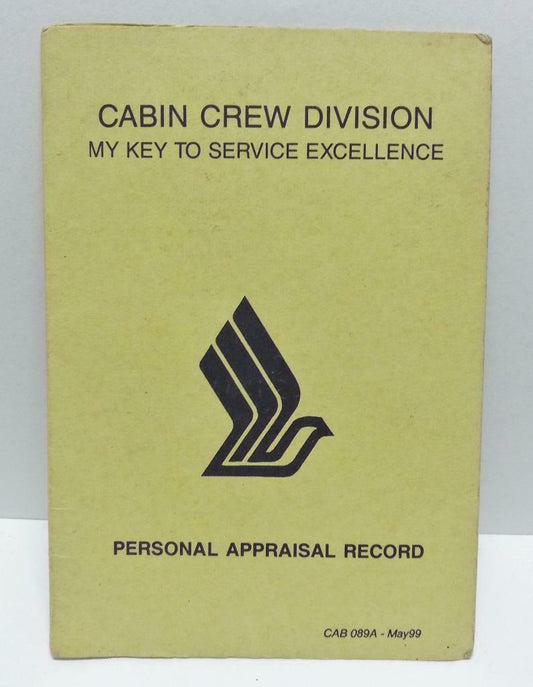 CABIN CREW DIVISION
MY KEY TO SERVICE EXCELLENCE
PERSONAL APPRAISAL RECORD
CAB 089A - May99